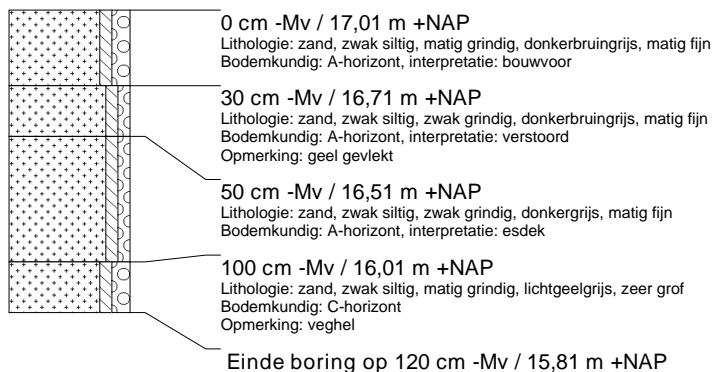 0 cm -Mv / 17,01 m +NAP
Lithologie: zand, zwak siltig, matig grindig, donkerbruingrijs, matig fijn
Bodemkundig: A-horizont, interpretatie: bouwvoor
30 cm -Mv / 16,71 m +NAP
Lithologie: zand, zwak siltig, zwak grindig, donkerbruingrijs, matig fijn
Bodemkundig: A-horizont, interpretatie: verstoord
Opmerking: geel gevlekt
50 cm -Mv / 16,51 m +NAP
Lithologie: zand, zwak siltig, zwak grindig, donkergrijs, matig fijn
Bodemkundig: A-horizont, interpretatie: esdek
100 cm -Mv / 16,01 m +NAP
Lithologie: zand, zwak siltig, matig grindig, lichtgeelgrijs, zeer grof
Bodemkundig: C-horizont
Opmerking: veghel
Einde boring op 120 cm -Mv / 15,81 m +NAP